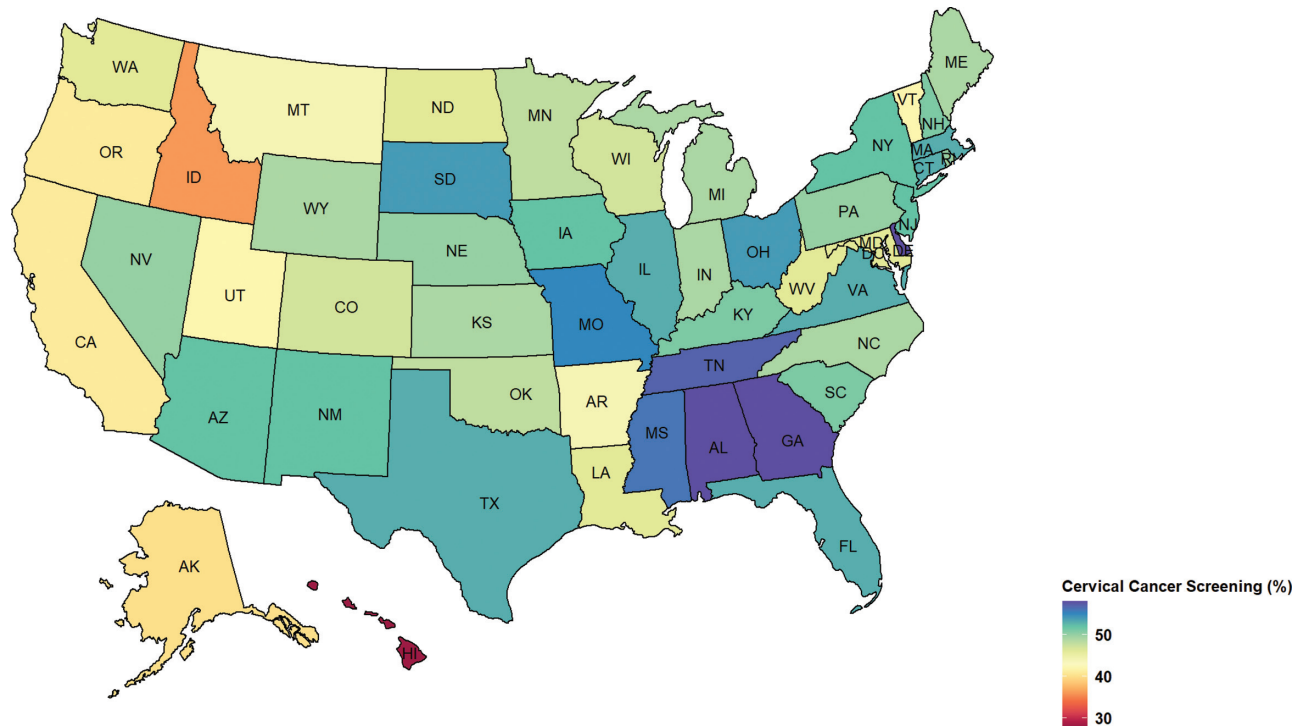 WA
MT
ND
MN
ME
VT
NH
OR
ID
SD
WI
NY
MA
RI
CT
WY
MI
IA
NE
PA
NJ
NV
UT
CO
IL
IN
OH
MD
DE
DC
WV
VA
CA
KS
MO
KY
AZ
NM
OK
AR
TN
NC
SC
MS
AL
GA
LA
TX
FL
AK
HI
Cervical Cancer Screening (%)
50
40
30